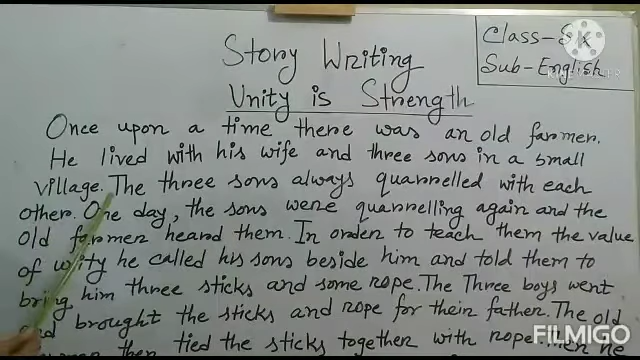 Class-Six
Sub-English
Story Writing
Unity is Strength
Once upon a time there was an old farmer.
He lived with his wife and three sons in a small
village. The three sons always quarrelled with each
other. One day, the sons were quarrelling again and the
old farmer heard them. In order to teach them the value
of unity he called his sons beside him and told them to
bring him three sticks and some rope. The Three boys went
and brought the sticks and rope for their father. The old
then tied the sticks together with rope. Then he
FILMIGO